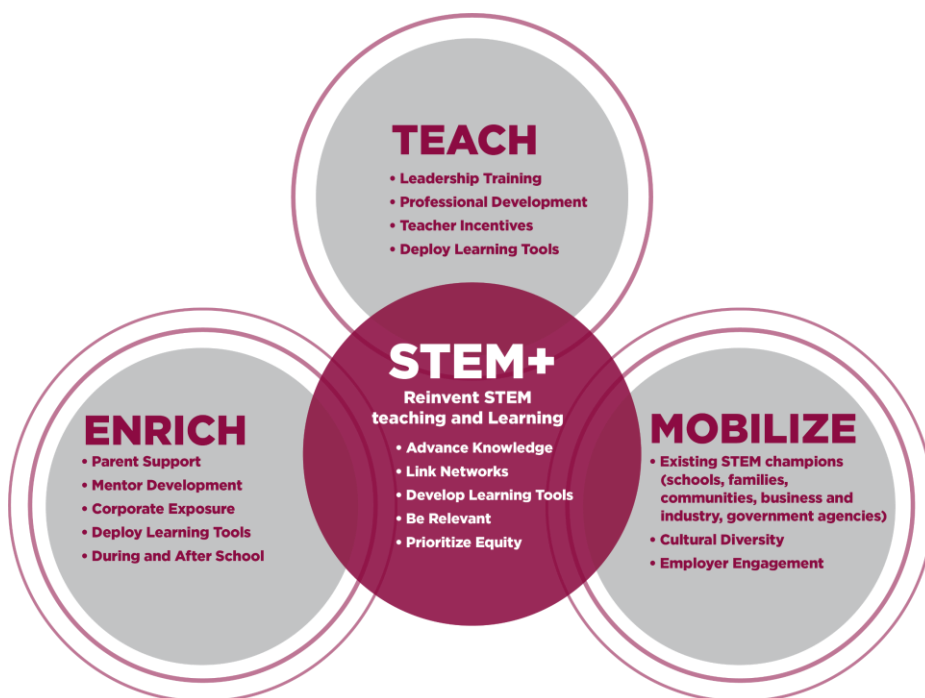 TEACH
• Leadership Training
• Professional Development
• Teacher Incentives
• Deploy Learning Tools
STEM+
Reinvent STEM
teaching and Learning
• Advance Knowledge
• Link Networks
• Develop Learning Tools
• Be Relevant
• Prioritize Equity
ENRICH
• Parent Support
• Mentor Development
• Corporate Exposure
• Deploy Learning Tools
• During and After School
MOBILIZE
• Existing STEM champions
(schools, families,
communities, business and
industry, government agencies)
• Cultural Diversity
• Employer Engagement